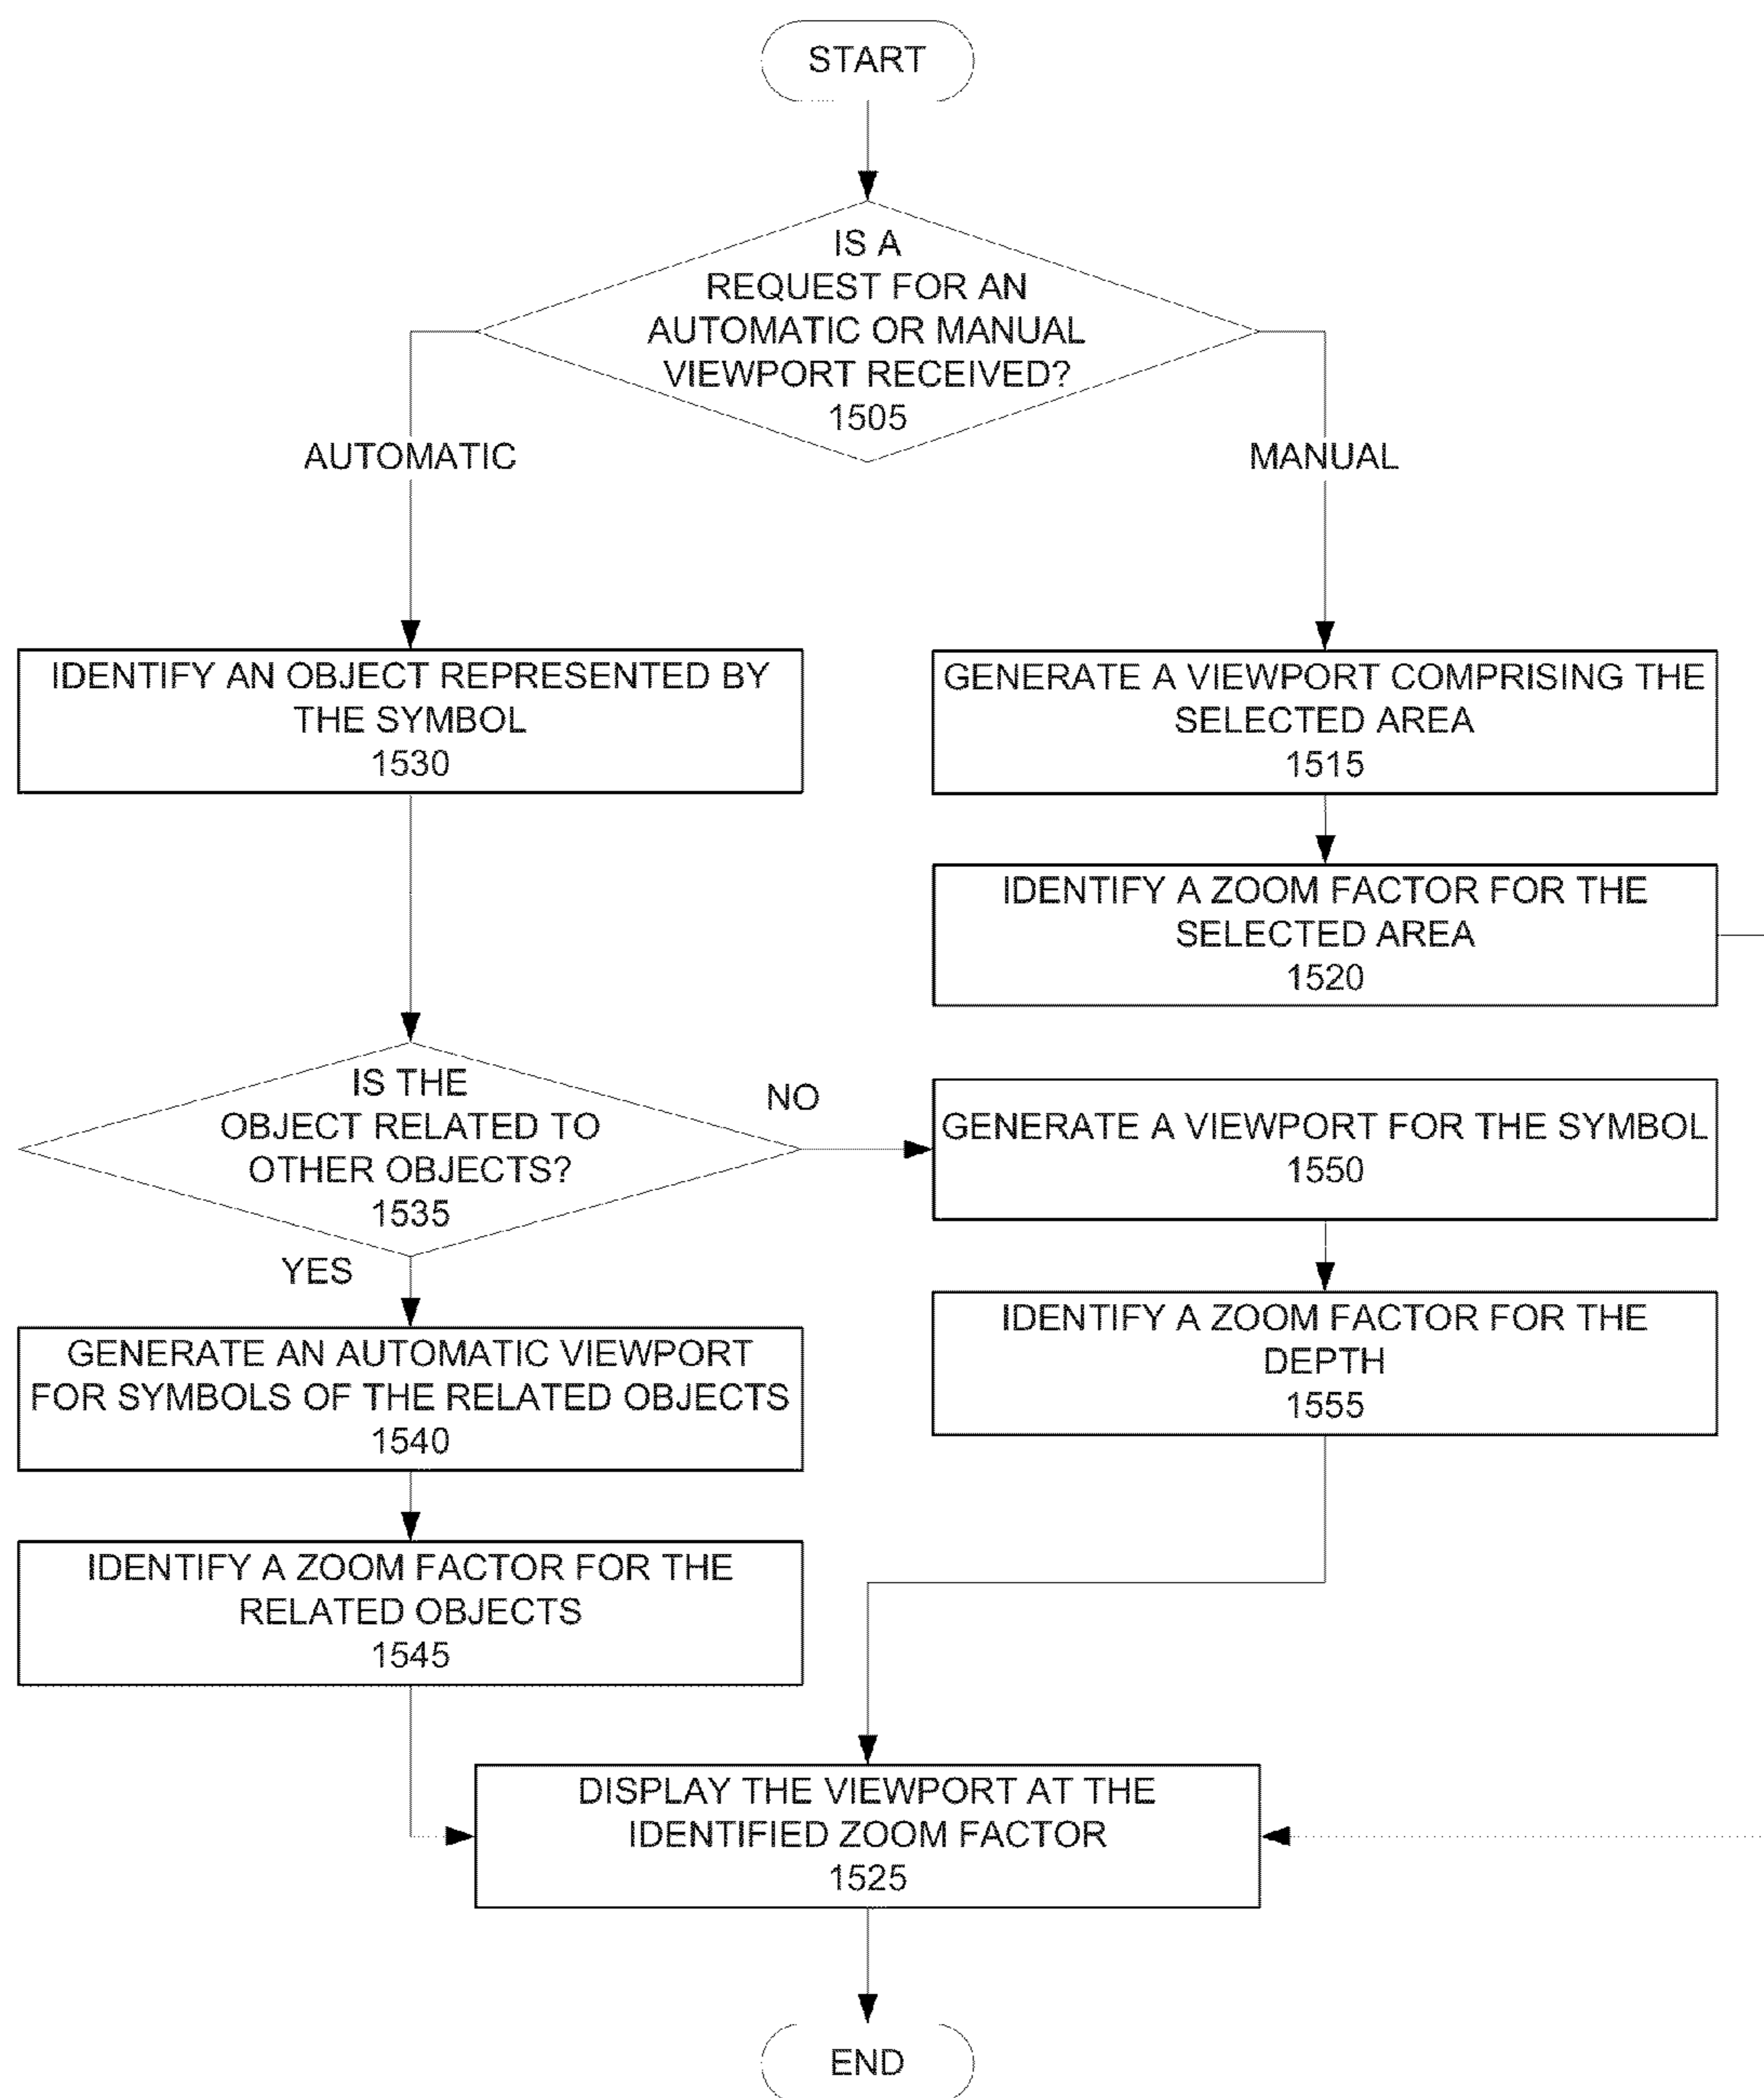 START
IS A
REQUEST FOR AN
AUTOMATIC OR MANUAL
VIEWPORT RECEIVED?
1505
AUTOMATIC
MANUAL
IDENTIFY AN OBJECT REPRESENTED BY
THE SYMBOL
1530
GENERATE A VIEWPORT COMPRISING THE
SELECTED AREA
1515
IDENTIFY A ZOOM FACTOR FOR THE
SELECTED AREA
1520
IS THE
OBJECT RELATED TO
OTHER OBJECTS?
1535
NO
YES
GENERATE A VIEWPORT FOR THE SYMBOL
1550
IDENTIFY A ZOOM FACTOR FOR THE
DEPTH
1555
GENERATE AN AUTOMATIC VIEWPORT
FOR SYMBOLS OF THE RELATED OBJECTS
1540
IDENTIFY A ZOOM FACTOR FOR THE
RELATED OBJECTS
1545
DISPLAY THE VIEWPORT AT THE
IDENTIFIED ZOOM FACTOR
1525
END